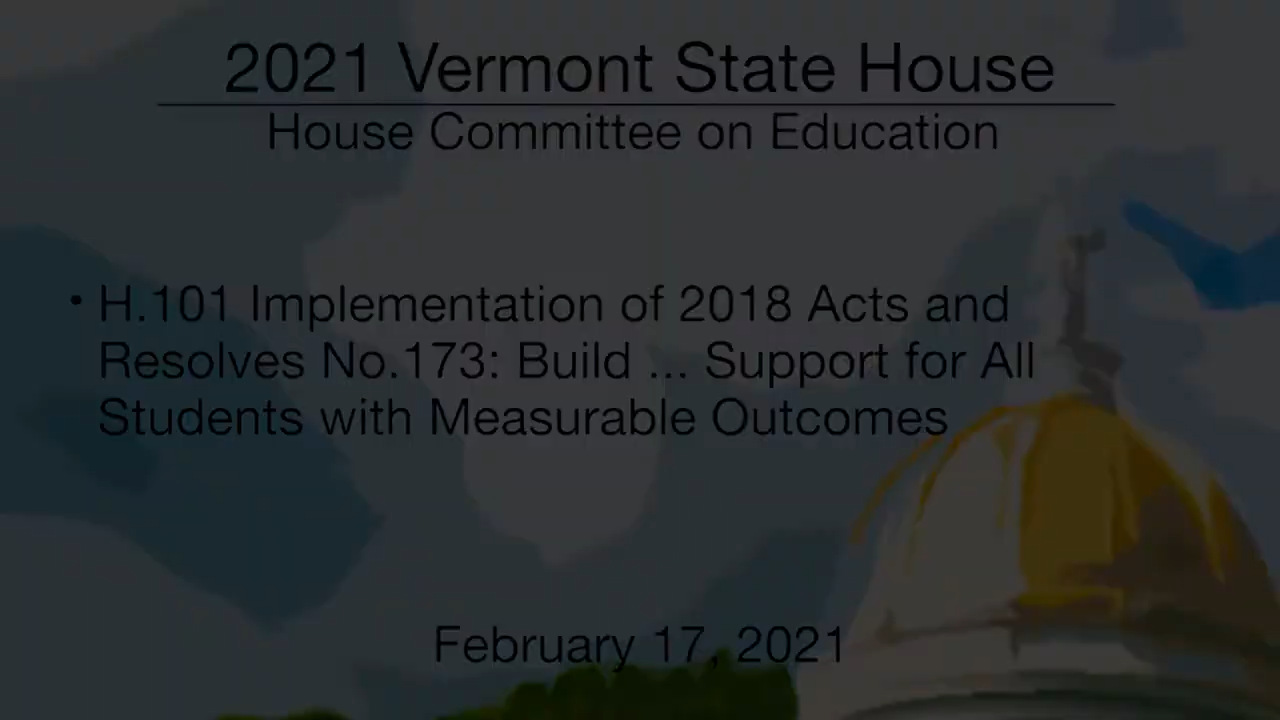 2021 Vermont State House
House Committee on Education
• H.101 Implementation of 2018 Acts and
Resolves No.173: Build ... Support for All
Students with Measurable Outcomes
February 17, 2021